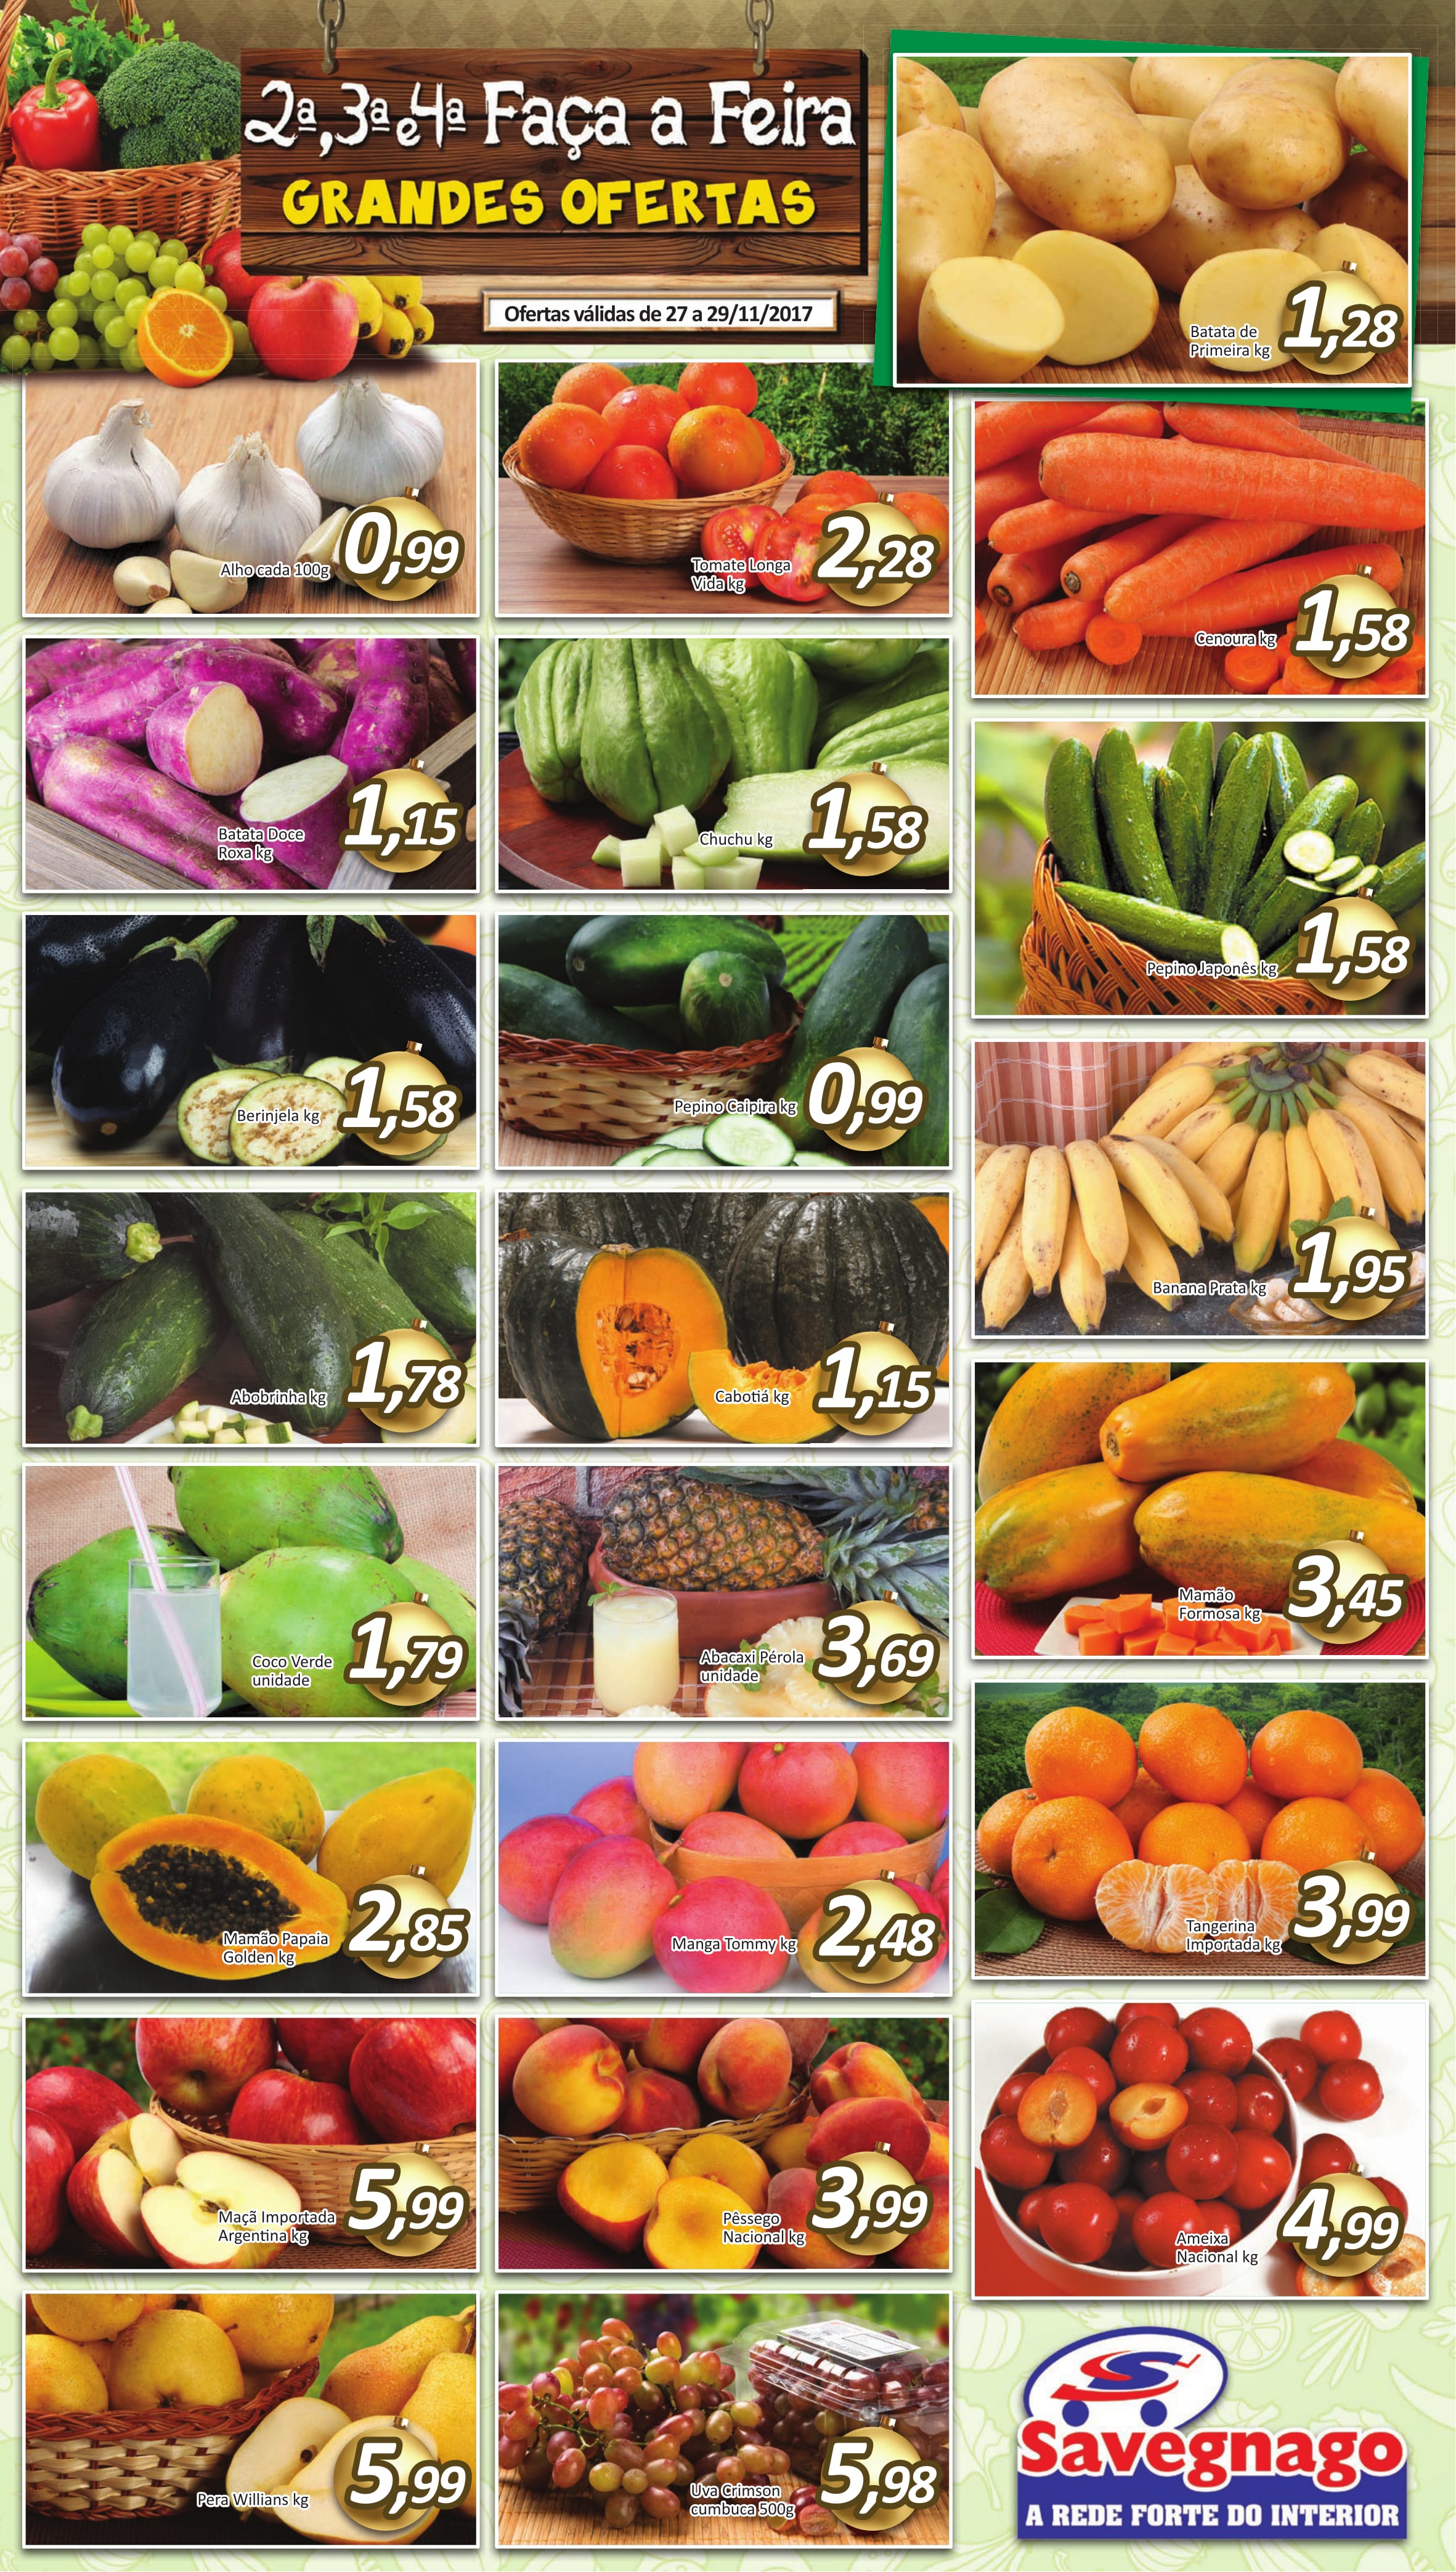 2ª,3ª e 4ª Faça a Feira
GRANDES OFERTAS
Ofertas válidas de 27 a 29/11/2017
Batata de
Primeira kg
1,28
Alho cada 100g
0,99
Tomate Longa
Vida kg
2,28
Cenoura kg
1,58
Batata Doce
Roxa kg
1,15
Chuchu kg
1,58
Pepino Japonês kg
1,58
Berinjela kg
1,58
Pepino Caipira kg
0,99
Banana Prata kg
1,95
Abobrinha kg
1,78
Cabotiá kg
1,15
Mamão
Formosa kg
3,45
Coco Verde
unidade
1,79
Abacaxi Pérola
unidade
3,69
Tangerina
Importada kg
3,99
Mamão Papaia
Golden kg
2,85
Manga Tommy kg
2,48
Ameixa
Nacional kg
4,99
Maçã Importada
Argentina kg
5,99
Pêssego
Nacional kg
3,99
Pera Willians kg
5,99
Uva Crimson
cumbuca 500g
5,98
S
Savegnago
A REDE FORTE DO INTERIOR